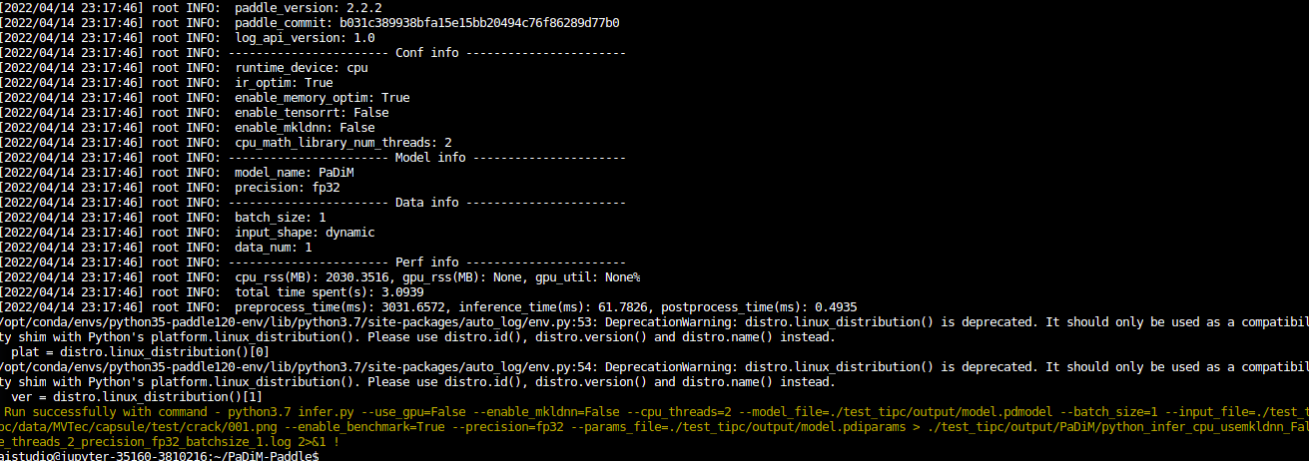 [2022/04/14 23:17:46] root INFO:  paddle_version: 2.2.2
[2022/04/14 23:17:46] root INFO:  paddle_commit: b031c389938bfa15e15bb20494c76f86289d77b0
[2022/04/14 23:17:46] root INFO:  log_api_version: 1.0
[2022/04/14 23:17:46] root INFO: ----------------------- Conf info ----------------------
[2022/04/14 23:17:46] root INFO:  runtime_device: cpu
[2022/04/14 23:17:46] root INFO:  ir_optim: True
[2022/04/14 23:17:46] root INFO:  enable_memory_optim: True
[2022/04/14 23:17:46] root INFO:  enable_tensorrt: False
[2022/04/14 23:17:46] root INFO:  enable_mkldnn: False
[2022/04/14 23:17:46] root INFO:  cpu_math_library_num_threads: 2
[2022/04/14 23:17:46] root INFO: ----------------------- Model info ----------------------
[2022/04/14 23:17:46] root INFO:  model_name: PaDiM
[2022/04/14 23:17:46] root INFO:  precision: fp32
[2022/04/14 23:17:46] root INFO: ----------------------- Data info ----------------------
[2022/04/14 23:17:46] root INFO:  batch_size: 1
[2022/04/14 23:17:46] root INFO:  input_shape: dynamic
[2022/04/14 23:17:46] root INFO:  data_num: 1
[2022/04/14 23:17:46] root INFO: ----------------------- Perf info ----------------------
[2022/04/14 23:17:46] root INFO:  cpu_rss(MB): 2030.3516, gpu_rss(MB): None, gpu_util: None%
[2022/04/14 23:17:46] root INFO:  total time spent(s): 3.0939
[2022/04/14 23:17:46] root INFO:  preprocess_time(ms): 3031.6572, inference_time(ms): 61.7826, postprocess_time(ms): 0.4935
/opt/conda/envs/python35-paddle120-env/lib/python3.7/site-packages/auto_log/env.py:53: DeprecationWarning: distro.linux_distribution() is deprecated. It should only be used as a compatibil
ty shim with Python's platform.linux_distribution(). Please use distro.id(), distro.version() and distro.name() instead.
  plat = distro.linux_distribution()[0]
/opt/conda/envs/python35-paddle120-env/lib/python3.7/site-packages/auto_log/env.py:54: DeprecationWarning: distro.linux_distribution() is deprecated. It should only be used as a compatibil
ty shim with Python's platform.linux_distribution(). Please use distro.id(), distro.version() and distro.name() instead.
  ver = distro.linux_distribution()[1]
 Run successfully with command - python3.7 infer.py --use_gpu=False --enable_mkldnn=False --cpu_threads=2 --model_file=./test_tipc/output/model.pdmodel --batch_size=1 --input_file=./test_t
pc/data/MVTec/capsule/test/crack/001.png --enable_benchmark=True --precision=fp32 --params_file=./test_tipc/output/model.pdiparams > ./test_tipc/output/PaDiM/python_infer_cpu_usemkldnn_Fal
e_threads_2_precision_fp32_batchsize_1.log 2>&1 !
aistudio@jupyter-35160-3810216:~/PaDiM-Paddle$